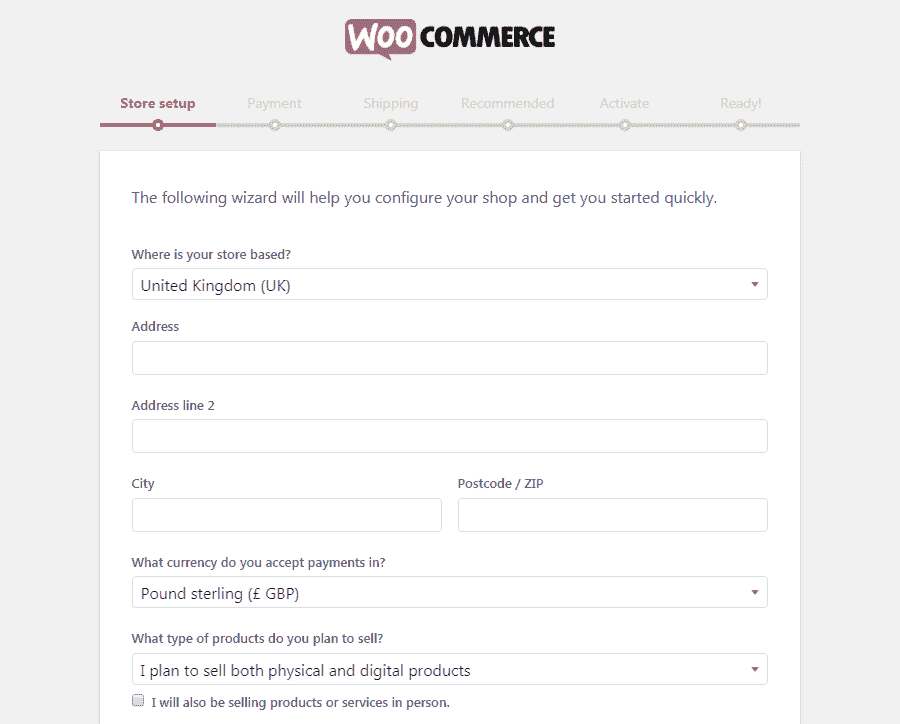 WOO COMMERCE
Store setup Payment Shipping Recommended Activate Ready!
The following wizard will help you configure your shop and get you started quickly.
Where is your store based?
United Kingdom (UK)
Address
Address line 2
City Postcode / ZIP
What currency do you accept payments in?
Pound sterling (£ GBP)
What type of products do you plan to sell?
I plan to sell both physical and digital products
I will also be selling products or services in person.